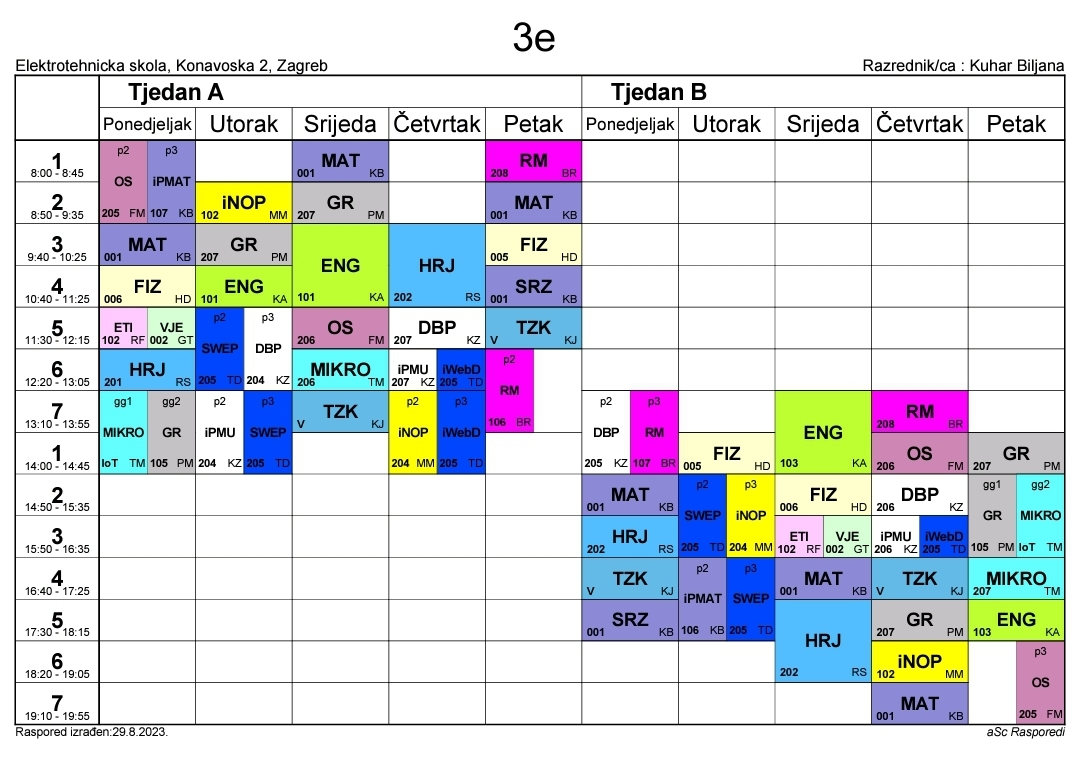 3e
Elektrotehnicka skola, Konavoska 2, Zagreb Razrednik/ca : Kuhar Biljana
Tjedan A Tjedan B
Ponedjeljak Utorak Srijeda Četvrtak Petak Ponedjeljak Utorak Srijeda Četvrtak Petak
1
8:00 - 8:45
p2 OS 205 FM
p3 iPMAT 107 KB
MAT 001 KB
RM 208 BR
2
8:50 - 9:35
iNOP 102 MM
GR 207 PM
MAT 001 KB
3
9:40 - 10:25
MAT 001 KB
GR 207 PM
ENG 101 KA
HRJ 202 RS
FIZ 005 HD
4
10:40 - 11:25
FIZ 006 HD
ENG 101 KA
SRZ 001 KB
5
11:30 - 12:15
ETI 102 RF
VJE 002 GT
p2 SWEP 205 TD
p3 DBP 204 KZ
OS 206 FM
DBP 207 KZ
TZK V KJ
6
12:20 - 13:05
HRJ 201 RS
MIKRO 206 TM
iPMU 207 KZ
iWebD 205 TD
p2 RM 106 BR
7
13:10 - 13:55
gg1 MIKRO IoT TM
gg2 GR 105 PM
p2 iPMU 204 KZ
p3 SWEP 205 TD
TZK V KJ
p2 iNOP 204 MM
p3 iWebD 205 TD
p2 DBP 205 KZ
p3 RM 107 BR
ENG 103 KA
RM 208 BR
1
14:00 - 14:45
FIZ 005 HD
OS 206 FM
GR 207 PM
2
14:50 - 15:35
MAT 001 KB
p2 SWEP 205 TD
p3 iNOP 204 MM
FIZ 006 HD
DBP 206 KZ
gg1 GR 105 PM
gg2 MIKRO IoT TM
3
15:50 - 16:35
HRJ 202 RS
ETI 102 RF
VJE 002 GT
iPMU 206 KZ
iWebD 205 TD
4
16:40 - 17:25
TZK V KJ
p2 iPMAT 106 KB
p3 SWEP 205 TD
MAT 001 KB
TZK V KJ
MIKRO 207 TM
5
17:30 - 18:15
SRZ 001 KB
HRJ 202 RS
GR 207 PM
ENG 103 KA
6
18:20 - 19:05
iNOP 102 MM
p3 OS 205 FM
7
19:10 - 19:55
MAT 001 KB
Raspored izrađen:29.8.2023. aSc Rasporedi